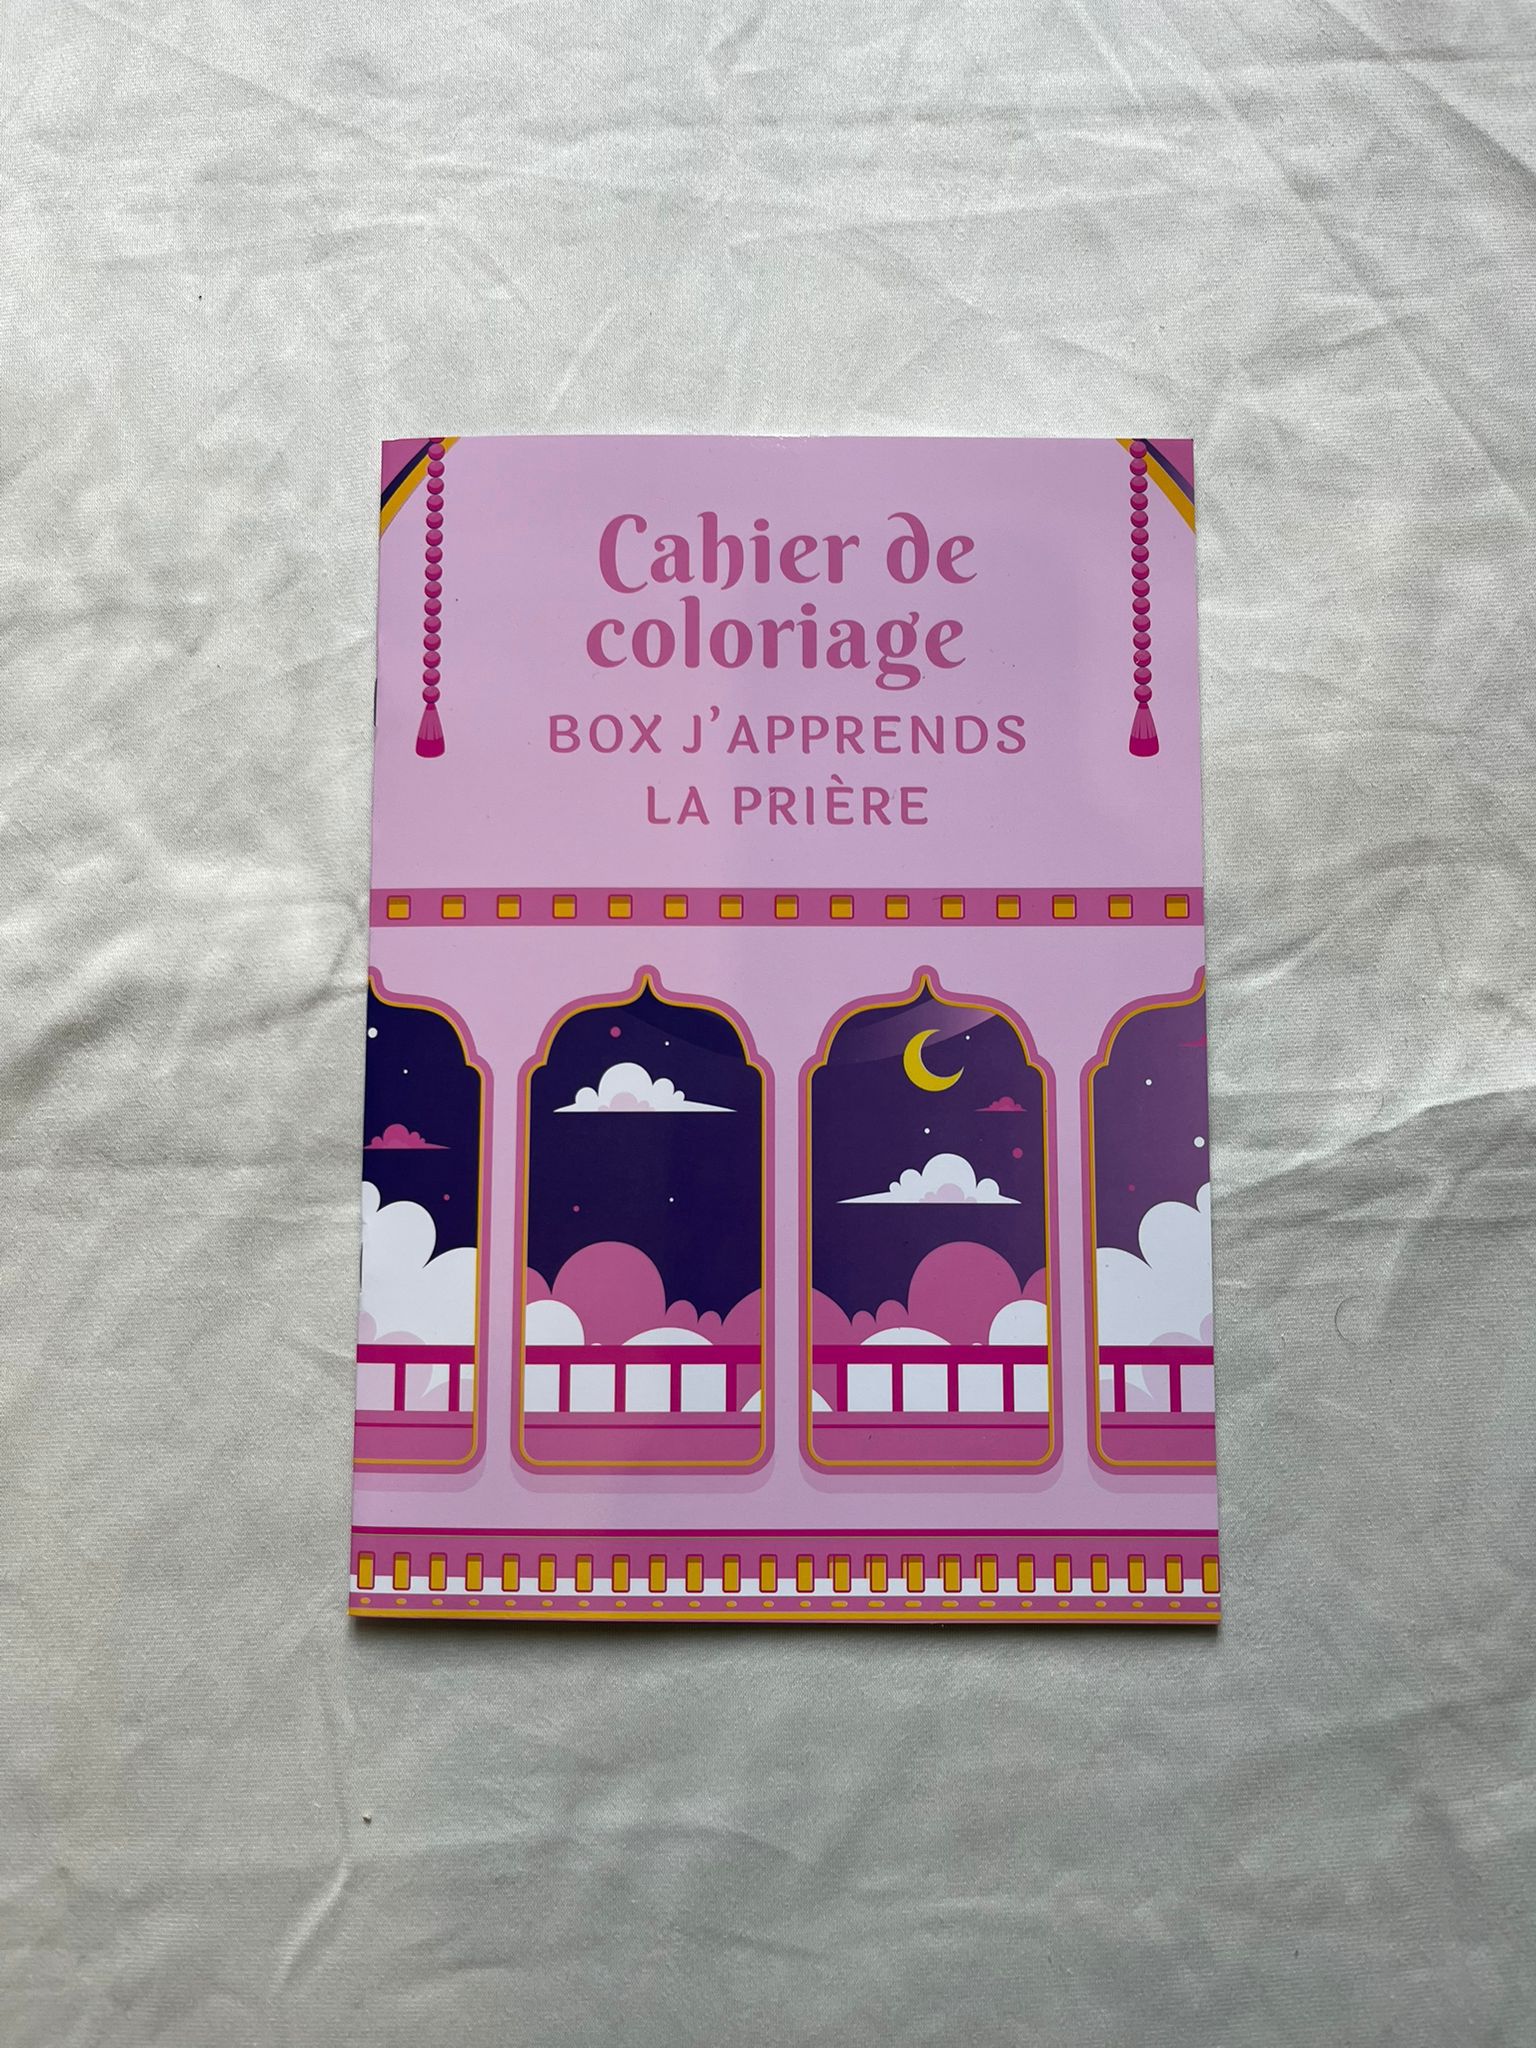 Cahier de
coloriage
BOX J'APPRENDS
LA PRIÈRE